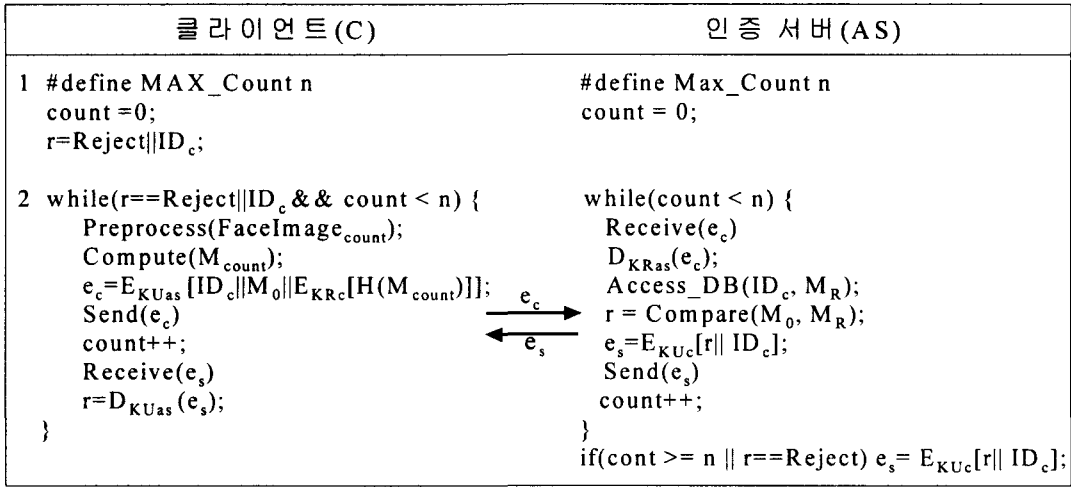 클라이언트(C) 인증 서버(AS)
1 #define MAX_Count n
count =0;
r=Reject||ID_c;
2 while(r==Reject||ID_c && count < n) {
Preprocess(FaceImage_count);
Compute(M_count);
e_c=E_KUas[ID_c||M_0||E_KRc[H(M_count)]];
Send(e_c)
count++;
Receive(e_s)
r=D_KUas(e_s);
}
e_c
e_s
#define Max_Count n
count = 0;
while(count < n) {
Receive(e_c)
D_KRas(e_c);
Access_DB(ID_c, M_R);
r = Compare(M_0, M_R);
e_s=E_KUc[r|| ID_c];
Send(e_s)
count++;
}
if(cont >= n || r==Reject) e_s= E_KUc[r|| ID_c];